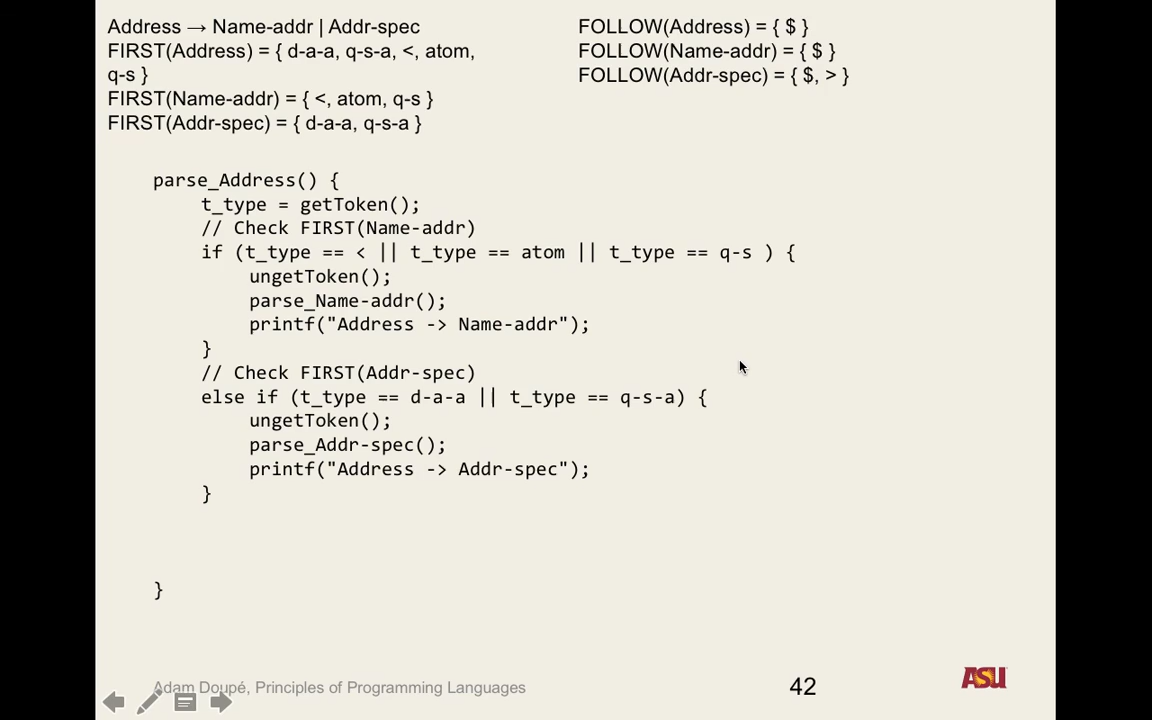 Address → Name-addr | Addr-spec
FIRST(Address) = { d-a-a, q-s-a, <, atom,
q-s }
FIRST(Name-addr) = { <, atom, q-s }
FIRST(Addr-spec) = { d-a-a, q-s-a }
FOLLOW(Address) = { $ }
FOLLOW(Name-addr) = { $ }
FOLLOW(Addr-spec) = { $, > }
parse_Address() {
t_type = getToken();
// Check FIRST(Name-addr)
if (t_type == < || t_type == atom || t_type == q-s ) {
ungetToken();
parse_Name-addr();
printf("Address -> Name-addr");
}
// Check FIRST(Addr-spec)
else if (t_type == d-a-a || t_type == q-s-a) {
ungetToken();
parse_Addr-spec();
printf("Address -> Addr-spec");
}
}
Adam Doupé, Principles of Programming Languages
42
ASU